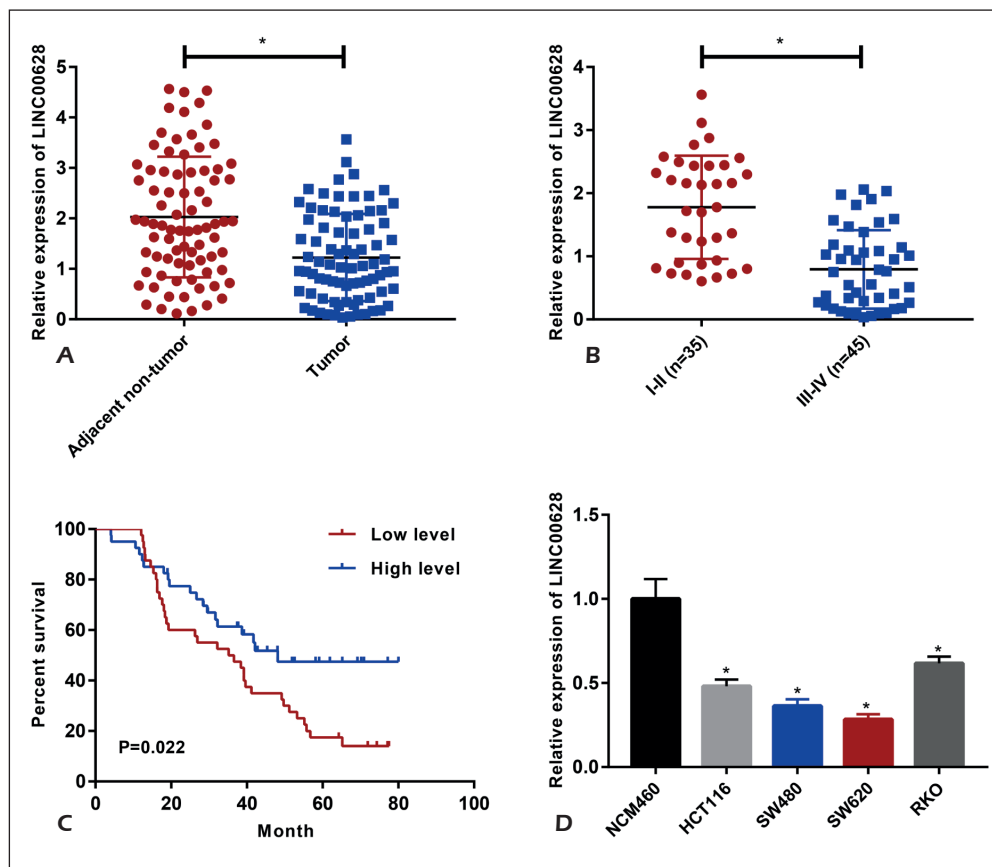 *
Relative expression of LINC00628
5
4
3
2
1
0
Adjacent non-tumor
Tumor
A
*
Relative expression of LINC00628
4
3
2
1
0
I-II (n=35)
III-IV (n=45)
B
Percent survival
100
80
60
40
20
0
Low level
High level
P=0.022
0 20 40 60 80 100
Month
C
Relative expression of LINC00628
1.5
1.0
0.5
0.0
*
*
*
*
NCM460
HCT116
SW480
SW620
RKO
D